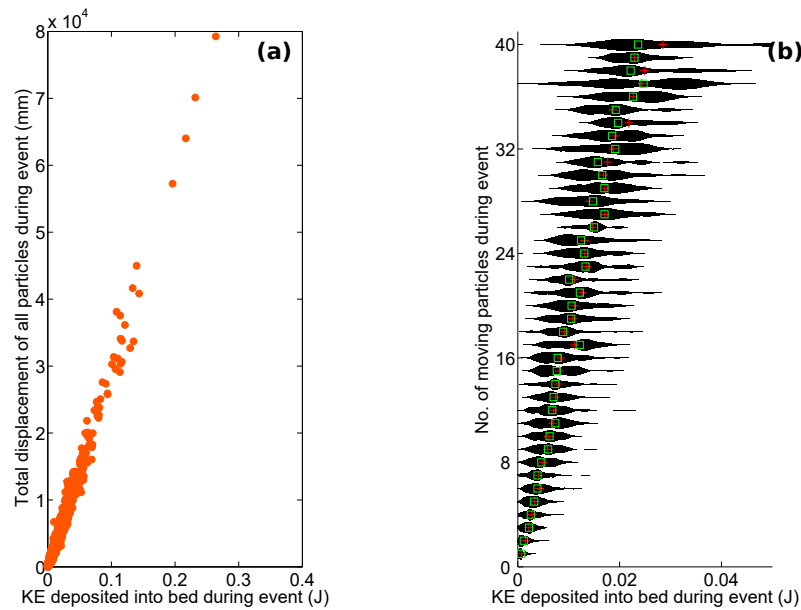 8 x 10⁴
(a)
Total displacement of all particles during event (mm)
7
6
5
4
3
2
1
0
0 0.1 0.2 0.3 0.4
KE deposited into bed during event (J)
(b)
No. of moving particles during event
40
32
24
16
8
0
0 0.02 0.04
KE deposited into bed during event (J)